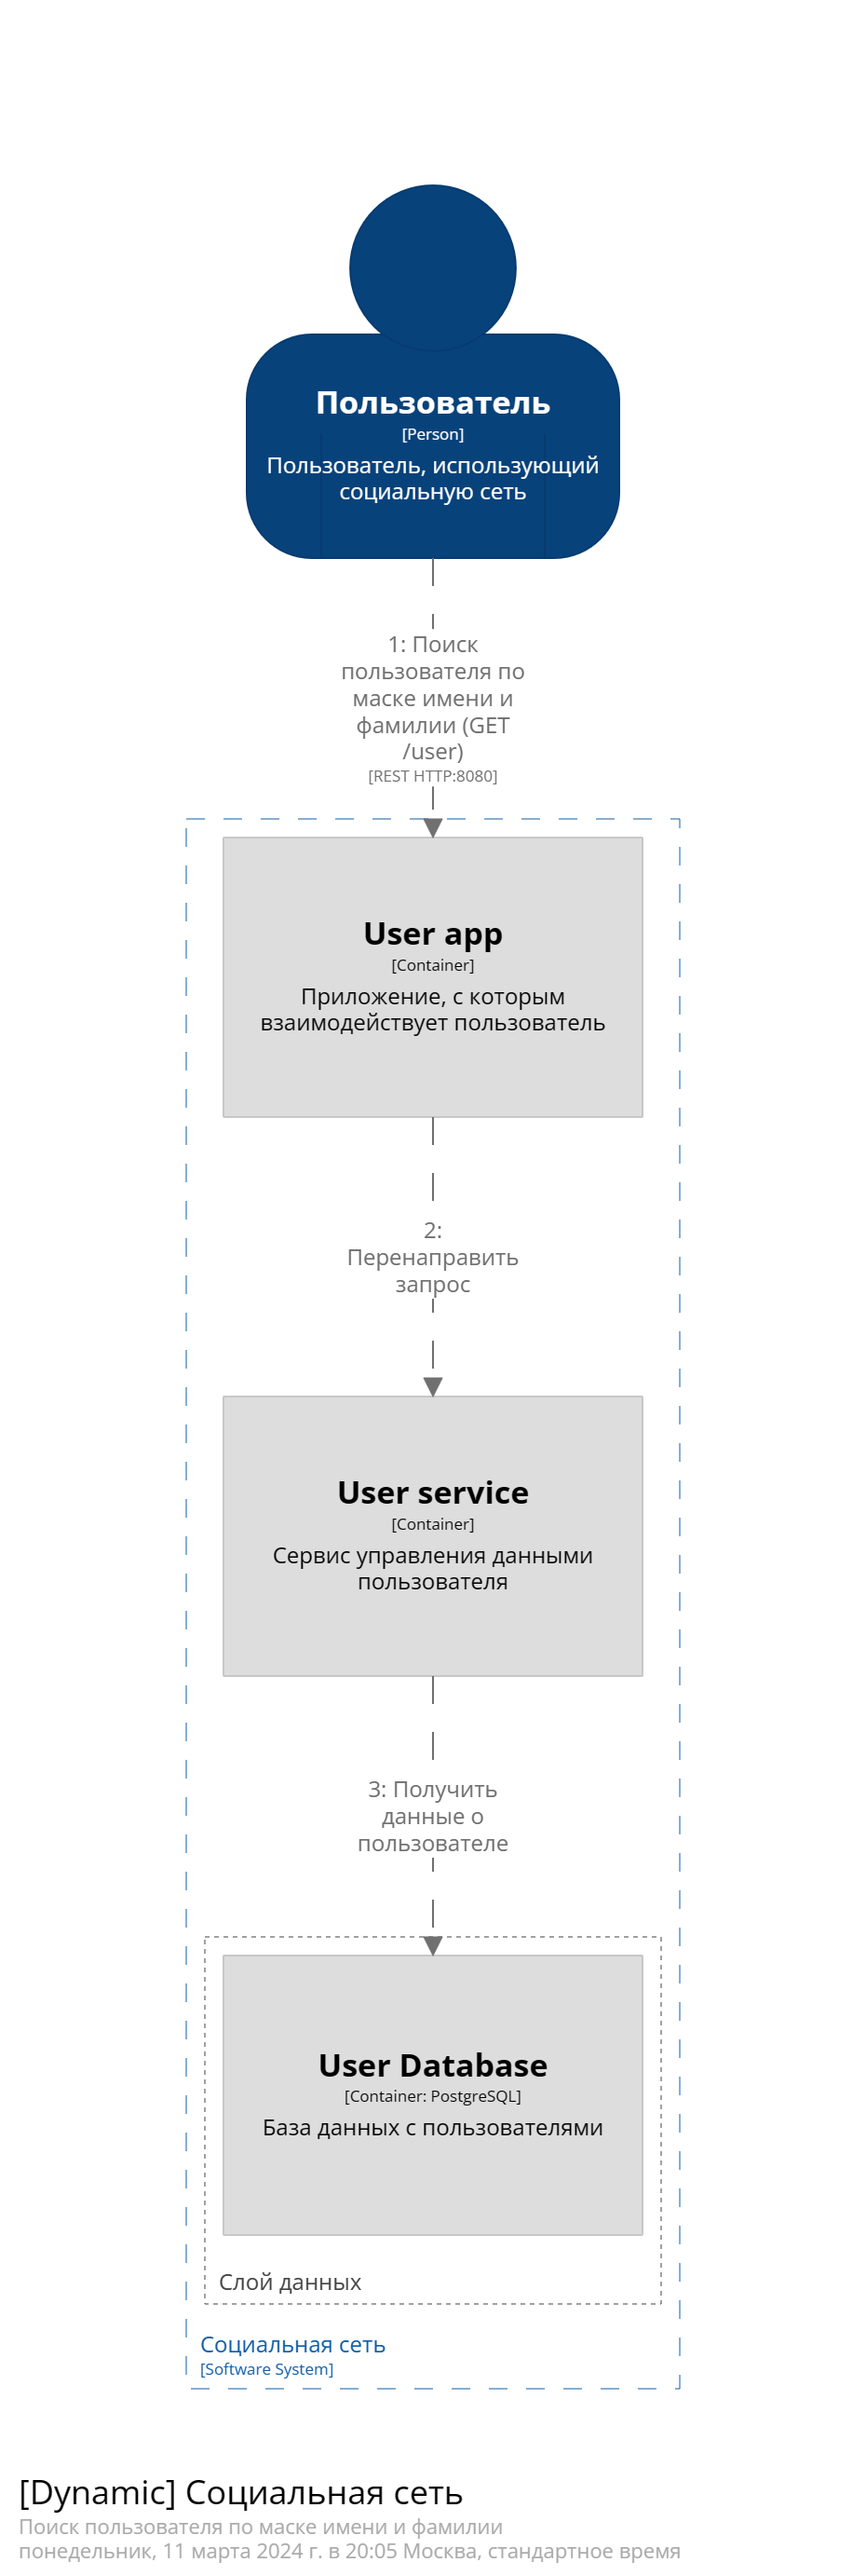 Пользователь
[Person]
Пользователь, использующий
социальную сеть
1: Поиск
пользователя по
маске имени и
фамилии (GET
/user)
[REST HTTP:8080]
User app
[Container]
Приложение, с которым
взаимодействует пользователь
2:
Перенаправить
запрос
User service
[Container]
Сервис управления данными
пользователя
3: Получить
данные о
пользователе
User Database
[Container: PostgreSQL]
База данных с пользователями
Слой данных
Социальная сеть
[Software System]
[Dynamic] Социальная сеть
Поиск пользователя по маске имени и фамилии
понедельник, 11 марта 2024 г. в 20:05 Москва, стандартное время